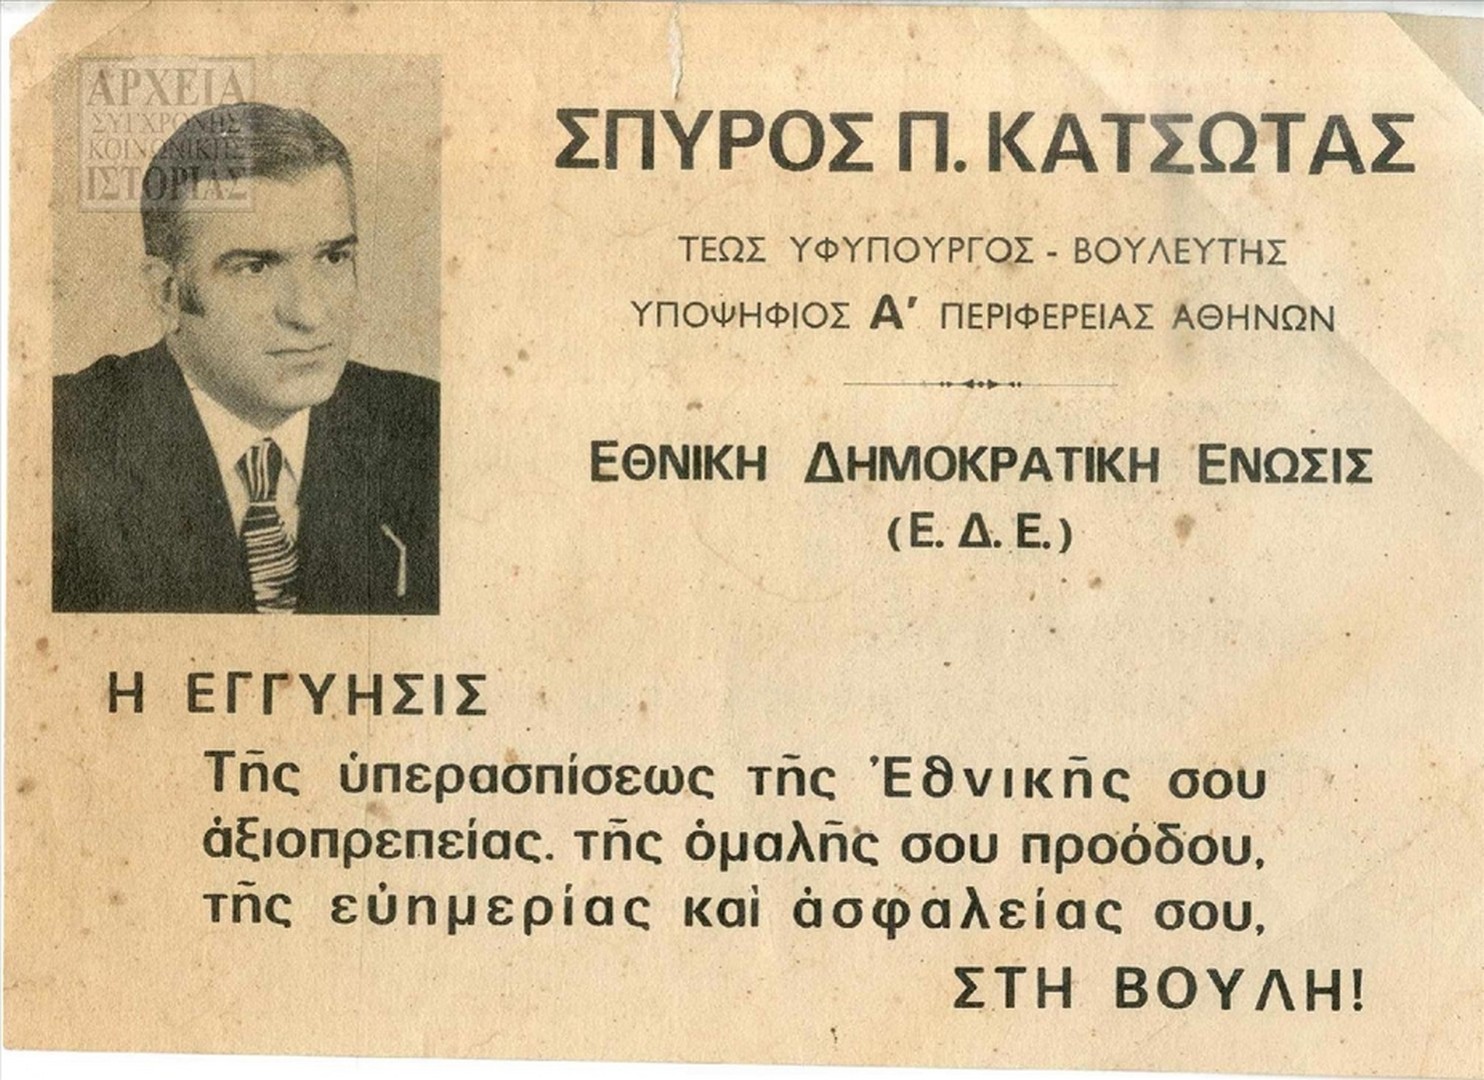 ΑΡΧΕΙΑ
ΣΥΓΧΡΟΝΗΣ
ΚΟΙΝΩΝΙΚΗΣ
ΙΣΤΟΡΙΑΣ
ΣΠΥΡΟΣ Π. ΚΑΤΣΩΤΑΣ
ΤΕΩΣ ΥΦΥΠΟΥΡΓΟΣ - ΒΟΥΛΕΥΤΗΣ
ΥΠΟΨΗΦΙΟΣ Α' ΠΕΡΙΦΕΡΕΙΑΣ ΑΘΗΝΩΝ
ΕΘΝΙΚΗ ΔΗΜΟΚΡΑΤΙΚΗ ΕΝΩΣΙΣ
(Ε. Δ. Ε.)
Η ΕΓΓΥΗΣΙΣ
Τῆς ὑπερασπίσεως τῆς Ἐθνικῆς σου
ἀξιοπρεπείας. τῆς ὁμαλῆς σου προόδου,
τῆς εὐημερίας καὶ ἀσφαλείας σου,
ΣΤΗ ΒΟΥΛΗ!